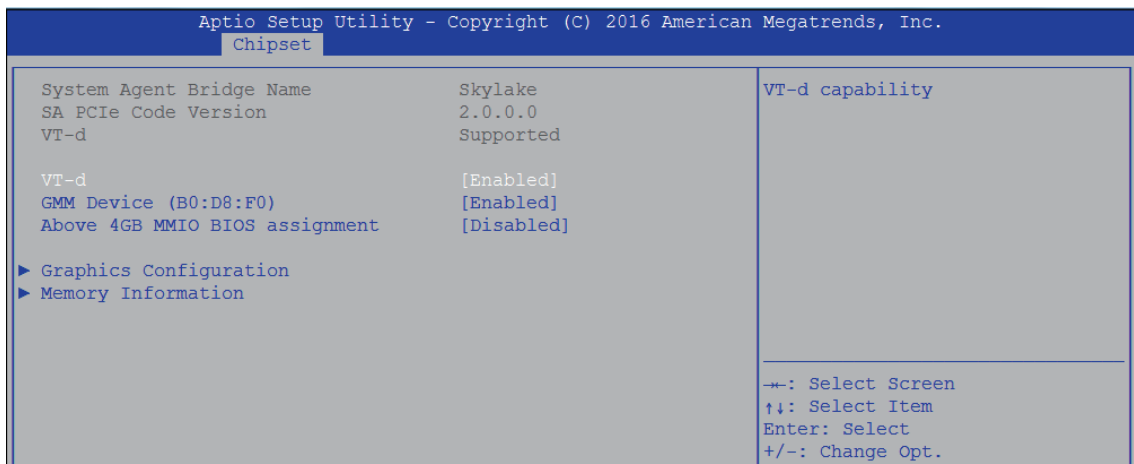 Aptio Setup Utility - Copyright (C) 2016 American Megatrends, Inc.
Chipset
System Agent Bridge Name Skylake
SA PCIe Code Version 2.0.0.0
VT-d Supported
VT-d [Enabled]
GMM Device (B0:D8:F0) [Enabled]
Above 4GB MMIO BIOS assignment [Disabled]
► Graphics Configuration
► Memory Information
VT-d capability
→←: Select Screen
↑↓: Select Item
Enter: Select
+/-: Change Opt.